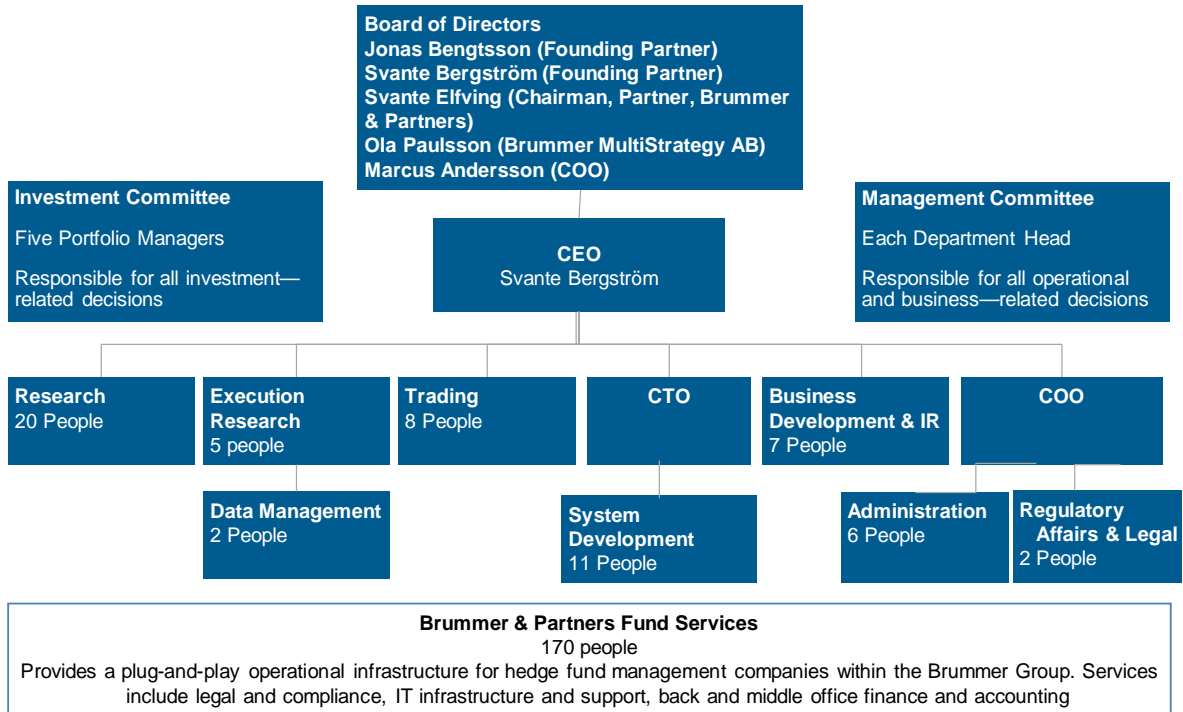 Board of Directors
Jonas Bengtsson (Founding Partner)
Svante Bergström (Founding Partner)
Svante Elfving (Chairman, Partner, Brummer
& Partners)
Ola Paulsson (Brummer MultiStrategy AB)
Marcus Andersson (COO)
Investment Committee
Five Portfolio Managers
Responsible for all investment—
related decisions
CEO
Svante Bergström
Management Committee
Each Department Head
Responsible for all operational
and business—related decisions
Research
20 People
Execution
Research
5 people
Trading
8 People
CTO
Business
Development & IR
7 People
COO
Data Management
2 People
System
Development
11 People
Administration
6 People
Regulatory
Affairs & Legal
2 People
Brummer & Partners Fund Services
170 people
Provides a plug-and-play operational infrastructure for hedge fund management companies within the Brummer Group. Services
include legal and compliance, IT infrastructure and support, back and middle office finance and accounting